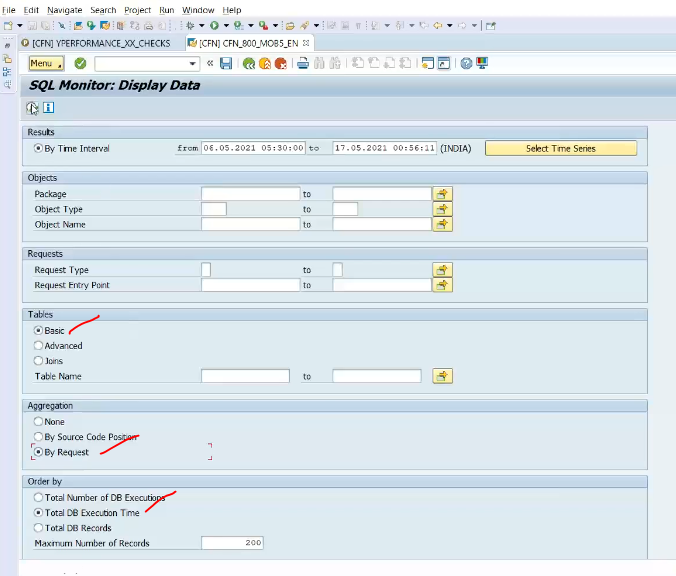 File Edit Navigate Search Project Run Window Help
[CFN] YPERFORMANCE_XX_CHECKS [CFN] CFN_800_MOB5_EN
Menu
SQL Monitor: Display Data
Results
By Time Interval from 06.05.2021 05:30:00 to 17.05.2021 00:56:11 (INDIA) Select Time Series
Objects
Package to
Object Type to
Object Name to
Requests
Request Type to
Request Entry Point to
Tables
Basic
Advanced
Joins
Table Name to
Aggregation
None
By Source Code Position
By Request
Order by
Total Number of DB Executions
Total DB Execution Time
Total DB Records
Maximum Number of Records 200